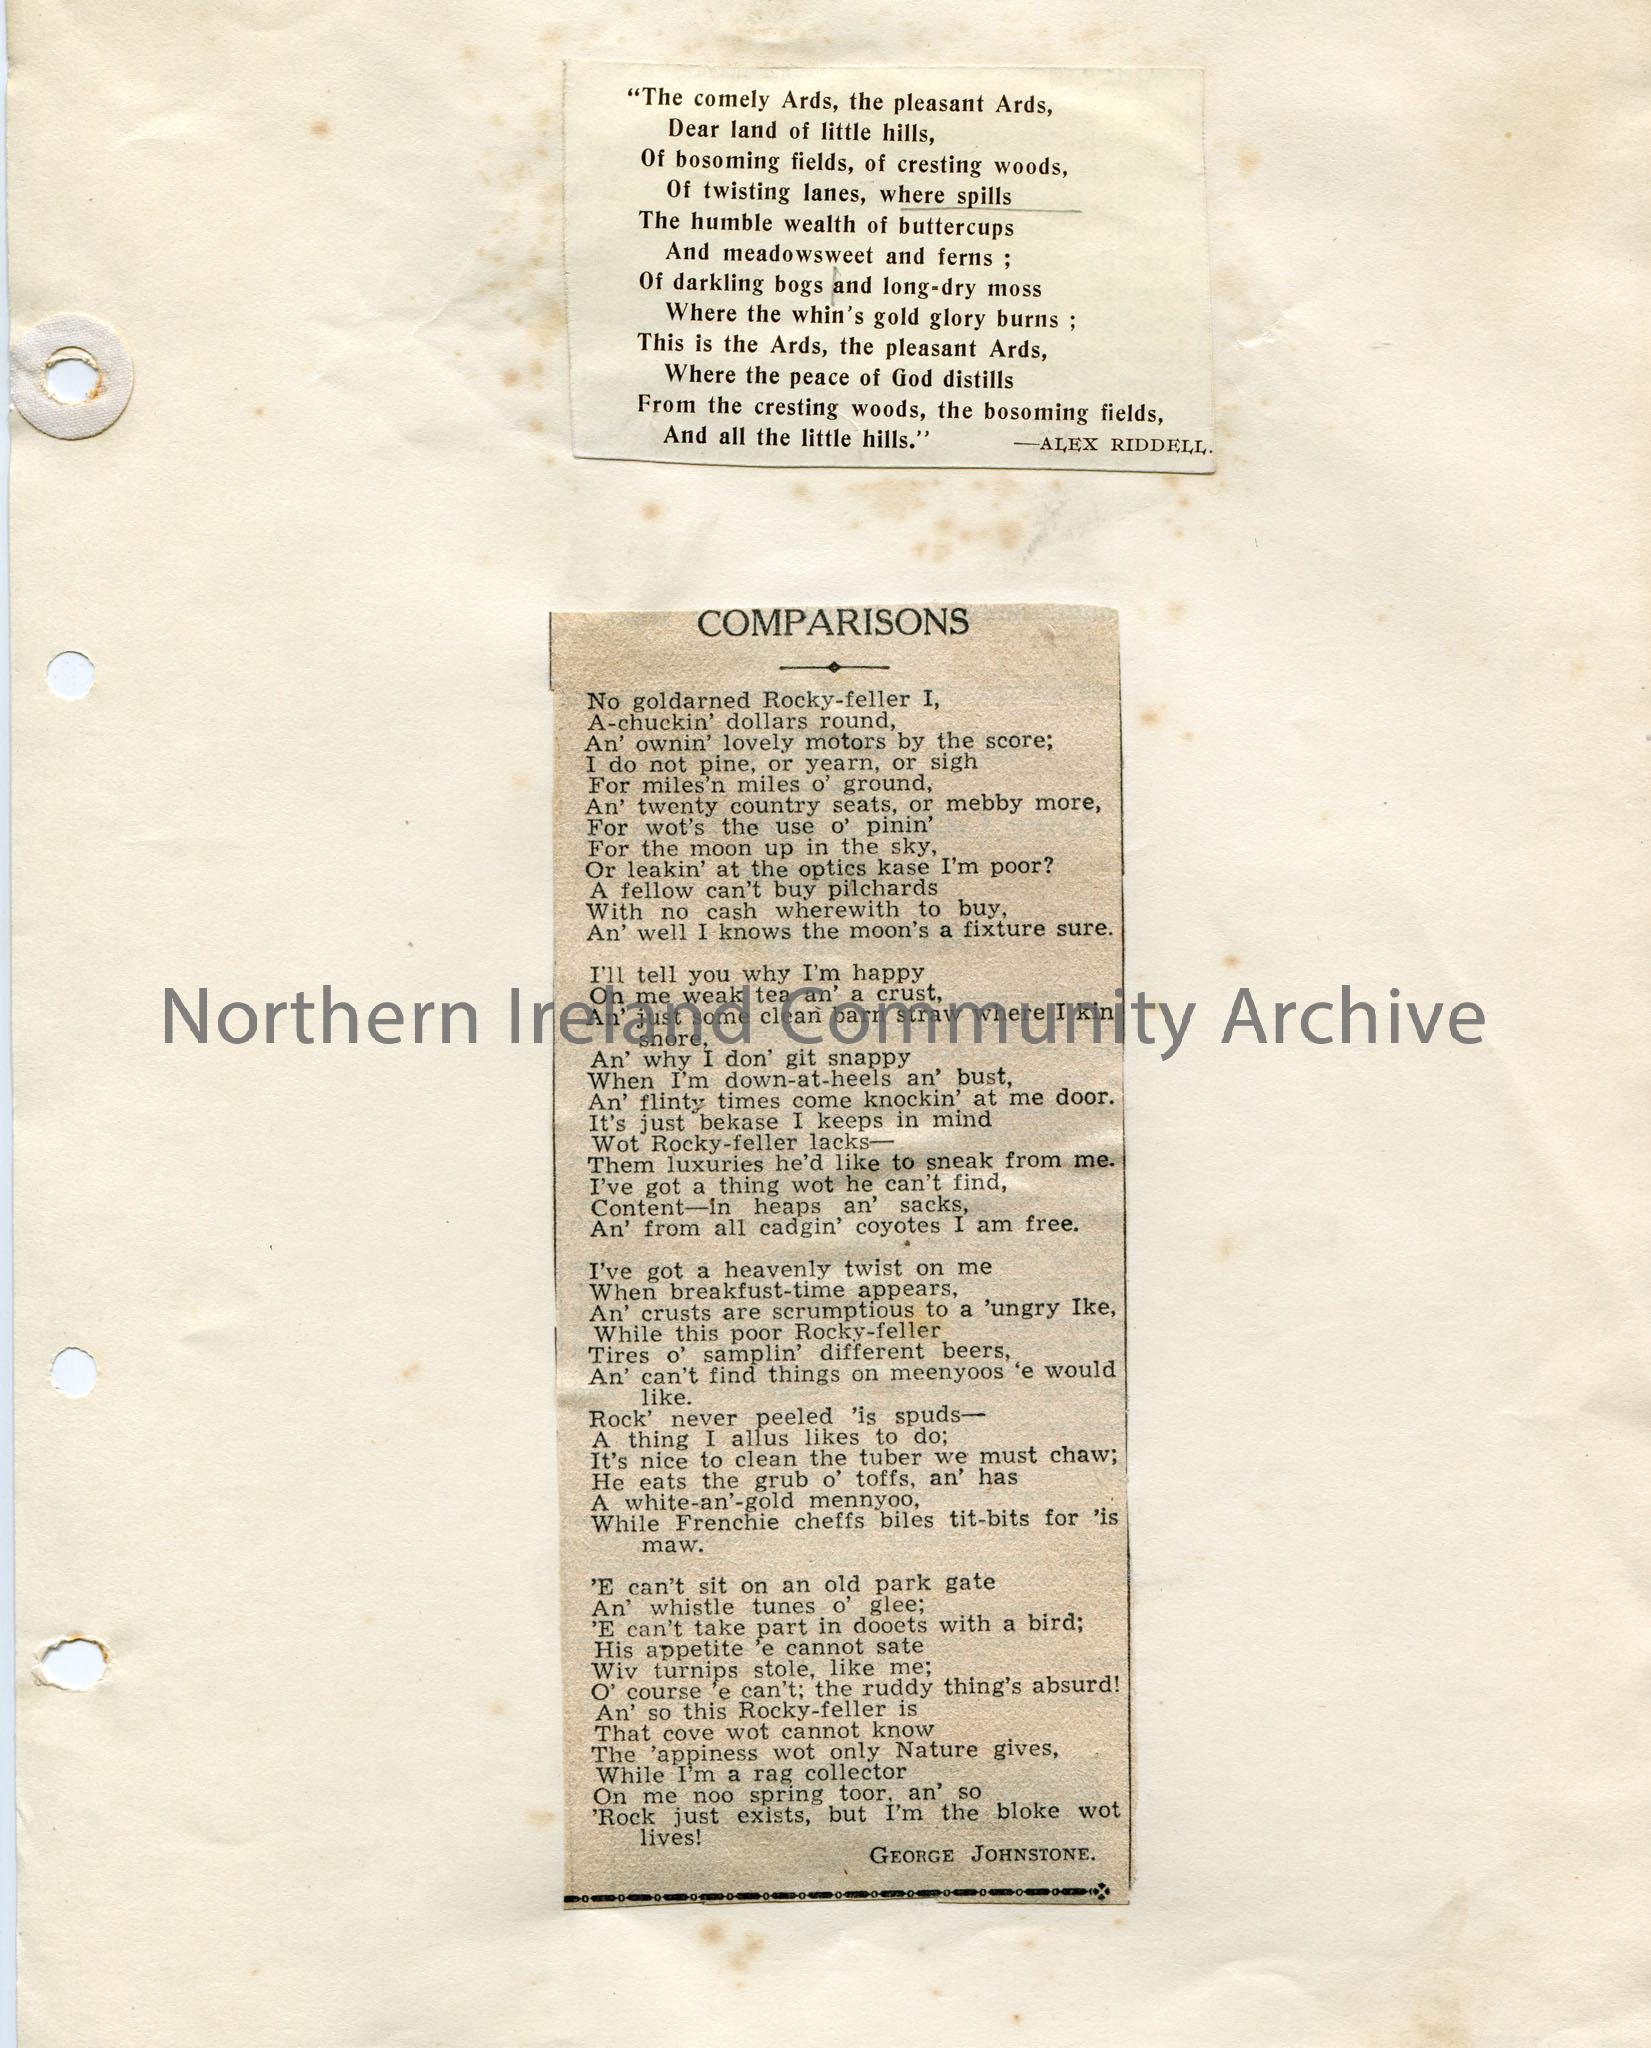 “The comely Ards, the pleasant Ards,
Dear land of little hills,
Of bosoming fields, of cresting woods,
Of twisting lanes, where spills
The humble wealth of buttercups
And meadowsweet and ferns ;
Of darkling bogs and long-dry moss
Where the whin's gold glory burns ;
This is the Ards, the pleasant Ards,
Where the peace of God distills
From the cresting woods, the bosoming fields,
And all the little hills.”
—ALEX RIDDELL.
COMPARISONS
No goldarned Rocky-feller I,
A-chuckin' dollars round,
An' ownin' lovely motors by the score;
I do not pine, or yearn, or sigh
For miles'n miles o' ground,
An' twenty country seats, or mebby more,
For wot's the use o' pinin'
For the moon up in the sky,
Or leakin' at the optics kase I'm poor?
A fellow can't buy pilchards
With no cash wherewith to buy,
An' well I knows the moon's a fixture sure.
I'll tell you why I'm happy
On me weak tea an' a crust,
An' just some clean barn straw where I kin
snore,
Northern Ireland Community Archive
An' why I don' git snappy
When I'm down-at-heels an' bust,
An' flinty times come knockin' at me door.
It's just bekase I keeps in mind
Wot Rocky-feller lacks—
Them luxuries he'd like to sneak from me.
I've got a thing wot he can't find,
Content—in heaps an' sacks,
An' from all cadgin' coyotes I am free.
I've got a heavenly twist on me
When breakfust-time appears,
An' crusts are scrumptious to a 'ungry Ike,
While this poor Rocky-feller
Tires o' samplin' different beers,
An' can't find things on meenyoos ‘e would
like.
Rock' never peeled 'is spuds—
A thing I allus likes to do;
It's nice to clean the tuber we must chaw;
He eats the grub o' toffs, an' has
A white-an'-gold mennyoo,
While Frenchie cheffs biles tit-bits for 'is
maw.
'E can't sit on an old park gate
An' whistle tunes o' glee;
'E can't take part in dooets with a bird;
His appetite 'e cannot sate
Wiv turnips stole, like me;
O' course 'e can't; the ruddy thing's absurd!
An' so this Rocky-feller is
That cove wot cannot know
The 'appiness wot only Nature gives,
While I'm a rag collector
On me noo spring toor, an' so
'Rock just exists, but I'm the bloke wot
lives!
GEORGE JOHNSTONE.